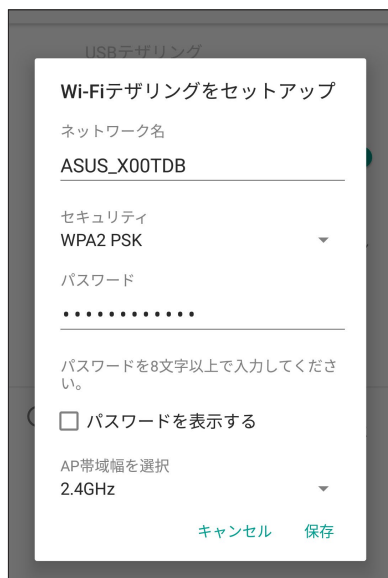 USBテザリング
Wi-Fiテザリングをセットアップ
ネットワーク名
ASUS_X00TDB
セキュリティ
WPA2 PSK
パスワード
••••••••••••
パスワードを8文字以上で入力してくださ
い。
パスワードを表示する
AP帯域幅を選択
2.4GHz
キャンセル 保存